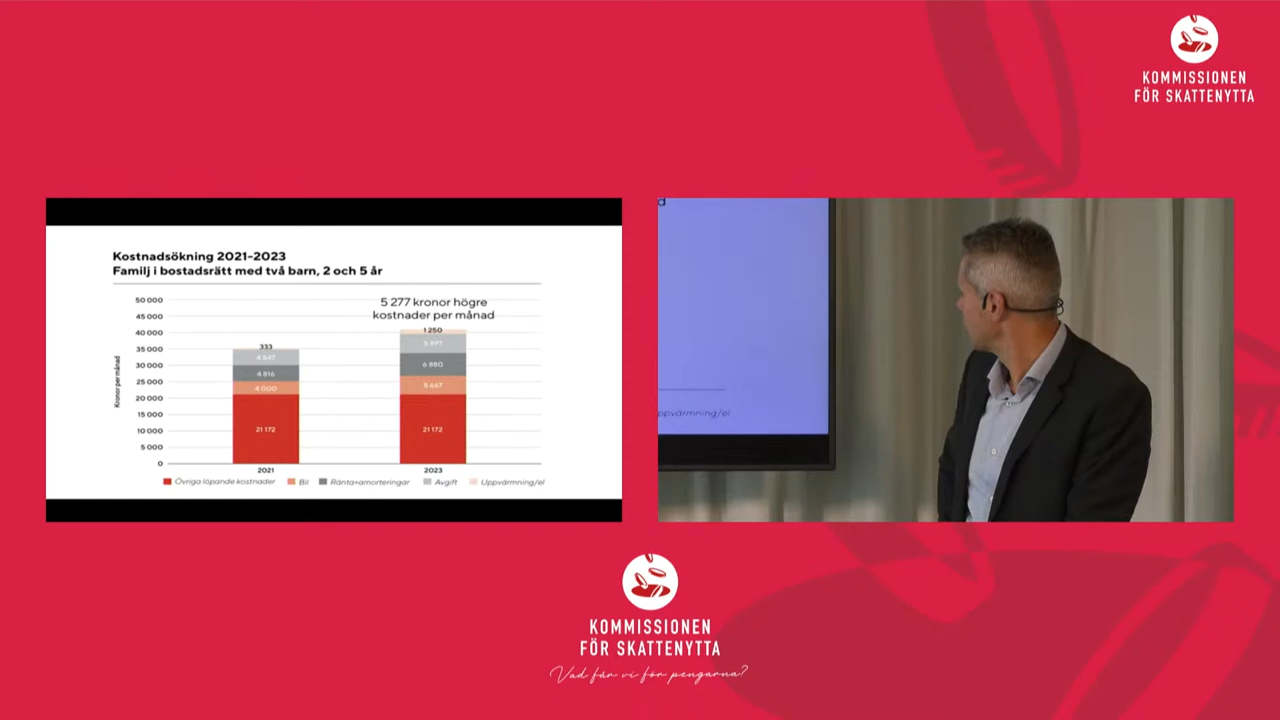 KOMMISSIONEN
FÖR SKATTENYTTA
Kostnadsökning 2021-2023
Familj i bostadsrätt med två barn, 2 och 5 år
5 277 kronor högre
kostnader per månad
Kronor per månad
50 000
45 000
40 000
35 000
30 000
25 000
20 000
15 000
10 000
5 000
0
333
4 847
4 816
4 000
21 172
1 250
5 897
6 880
5 667
21 172
2021
2023
Övriga löpande kostnader
Bil
Ränta+amorteringar
Avgift
Uppvärmning/el
d
ppvärmning/el
KOMMISSIONEN
FÖR SKATTENYTTA
Vad får vi för pengarna?